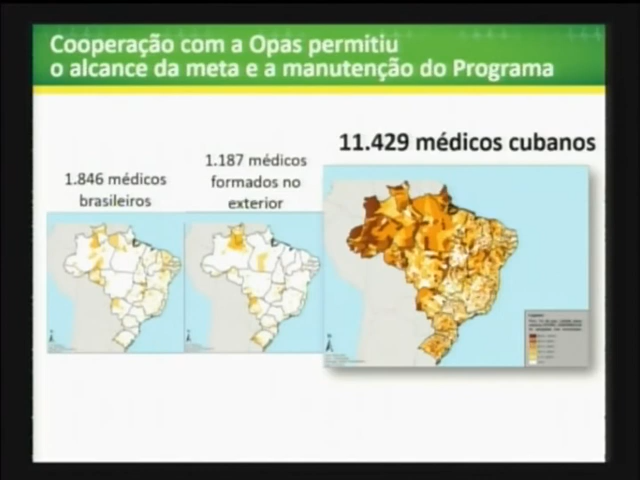 Cooperação com a Opas permitiu
o alcance da meta e a manutenção do Programa
11.429 médicos cubanos
1.187 médicos
formados no
exterior
1.846 médicos
brasileiros